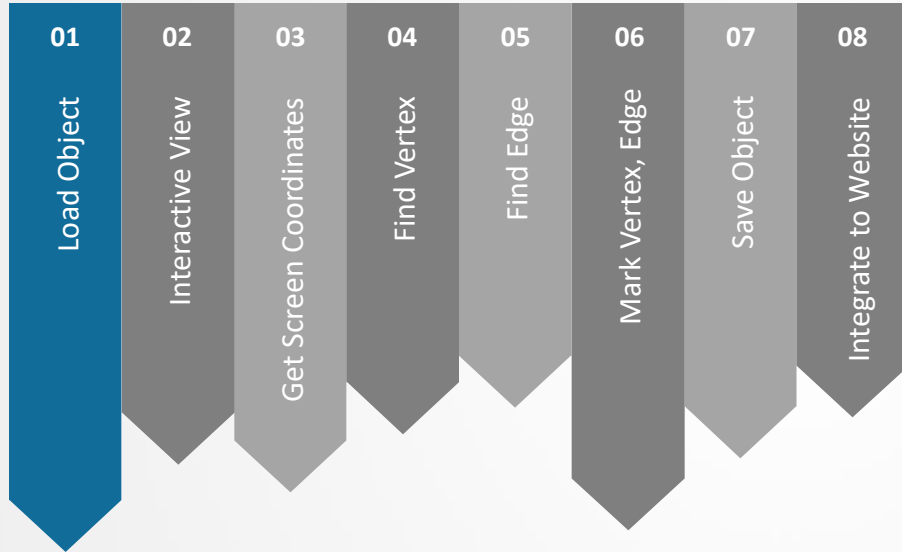 01
Load Object
02
Interactive View
03
Get Screen Coordinates
04
Find Vertex
05
Find Edge
06
Mark Vertex, Edge
07
Save Object
08
Integrate to Website